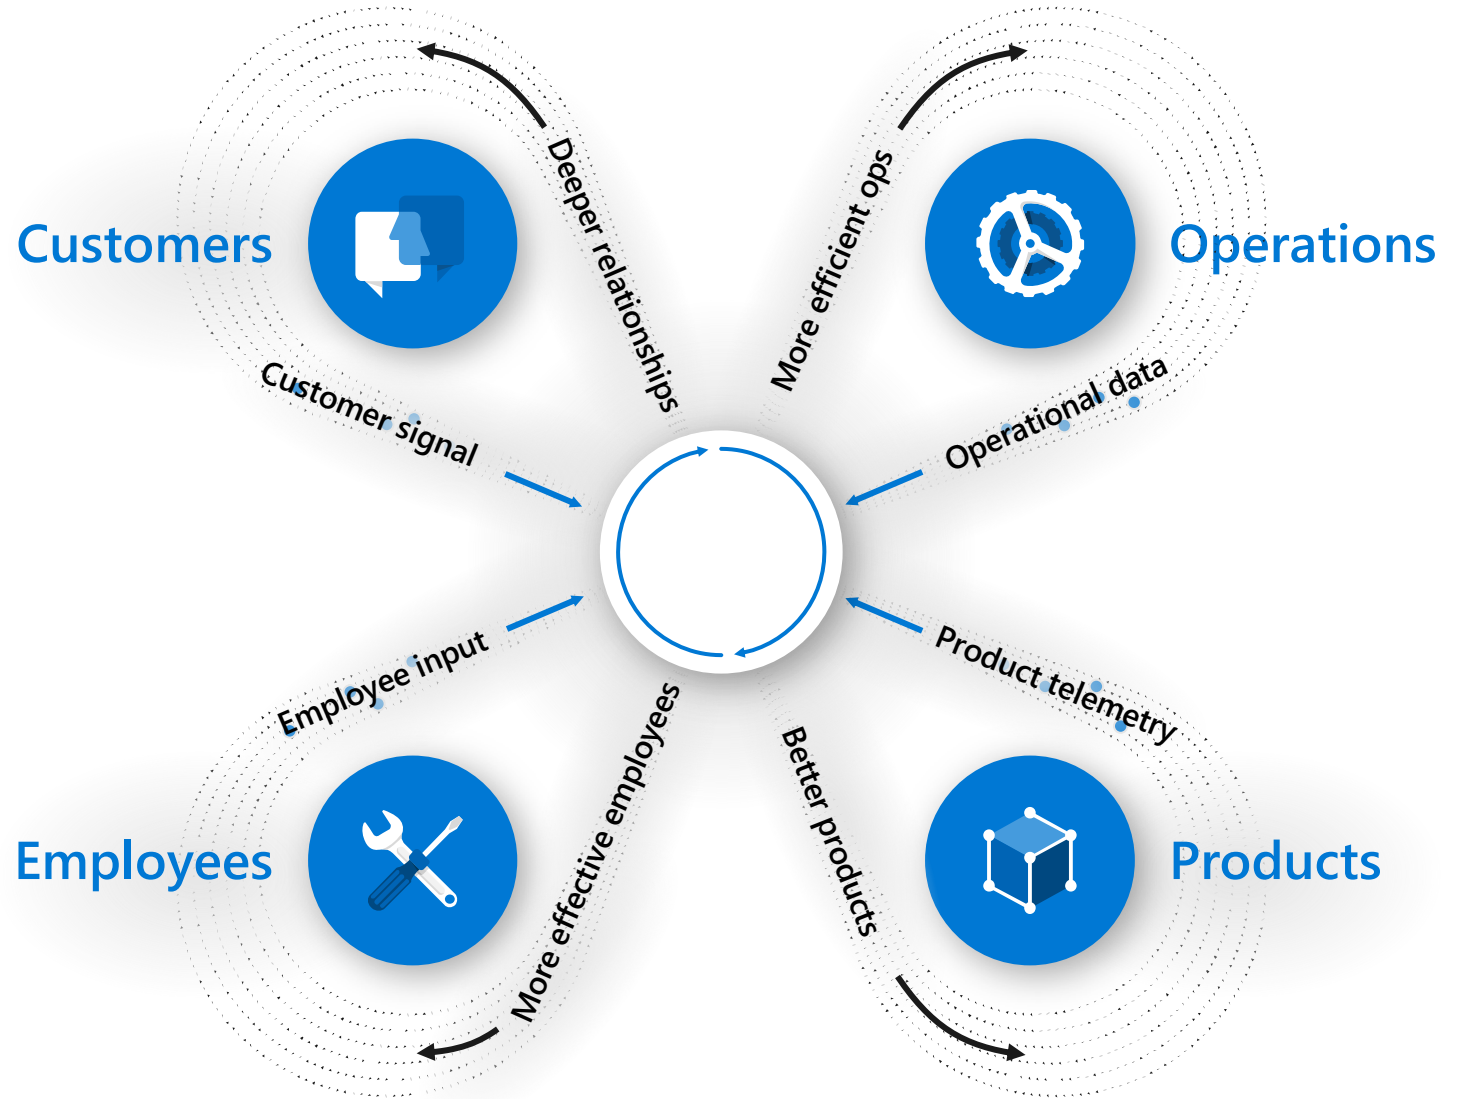 Deeper relationships
More efficient ops
Customers
Operations
Customer signal
Operational data
Employee input
Product telemetry
More effective employees
Better products
Employees
Products